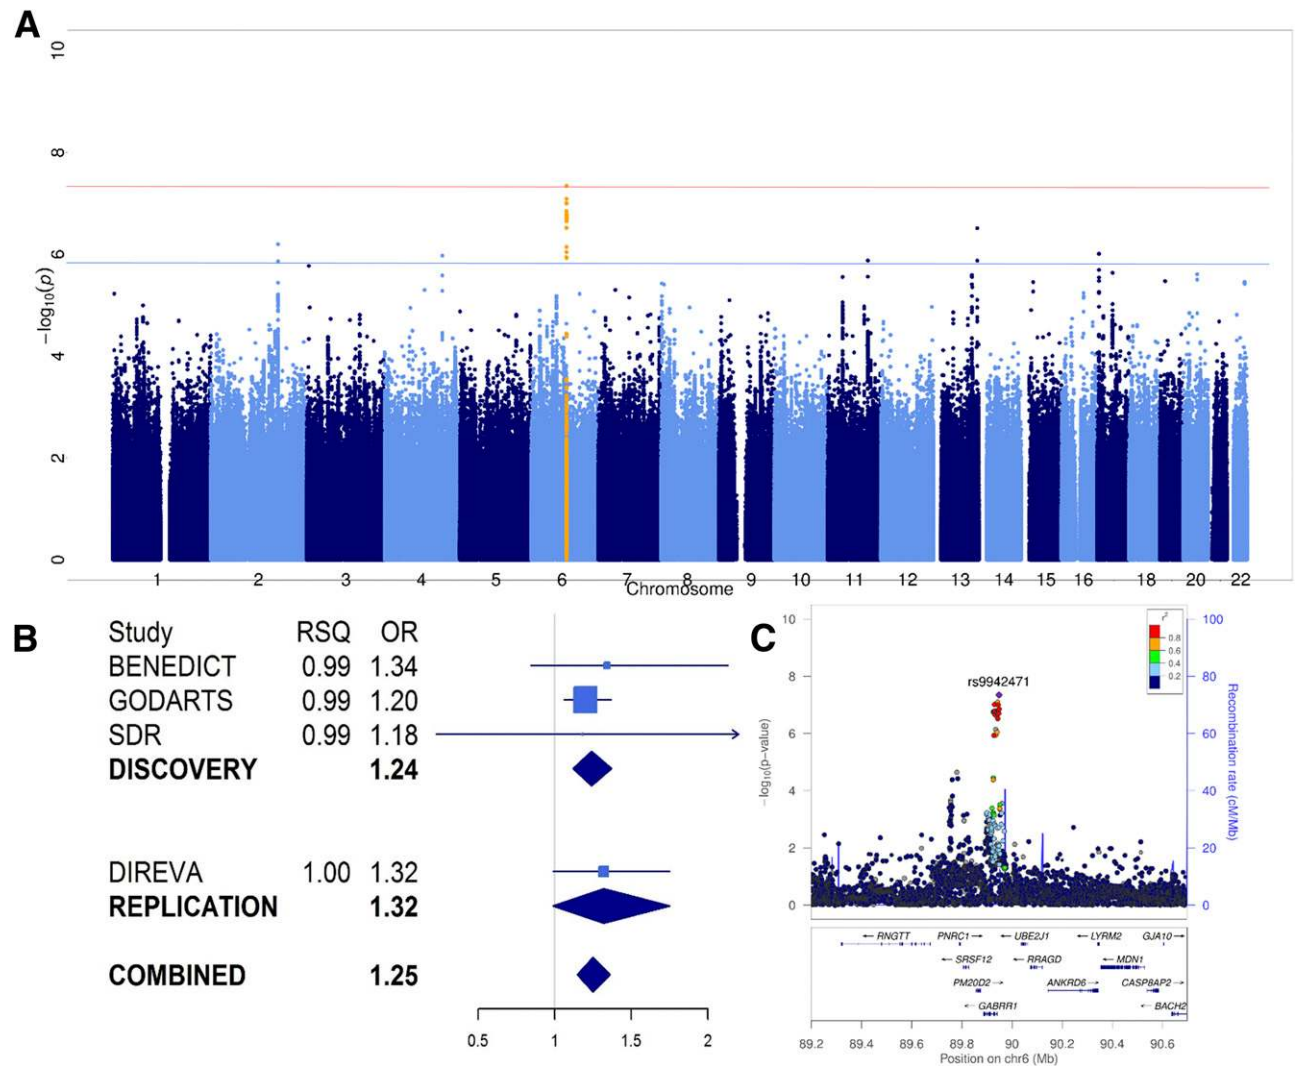 A
10
8
6
4
2
0
−log10(p)
1 2 3 4 5 6 7 8 9 10 11 12 13 14 15 16 18 20 22
Chromosome
B
Study RSQ OR
BENEDICT 0.99 1.34
GODARTS 0.99 1.20
SDR 0.99 1.18
DISCOVERY 1.24
DIREVA 1.00 1.32
REPLICATION 1.32
COMBINED 1.25
0.5 1 1.5 2
C
10
8
6
4
2
0
−log10(p−value)
rs9942471
r2
0.8
0.6
0.4
0.2
100
80
60
40
20
0
Recombination rate (cM/Mb)
RNGTT PNRC1 UBE2J1 LYRM2 GJA10
SRSF12 RRAGD MDN1
PM20D2 ANKRD6 CASP8AP2
GABRR1 BACH2
89.2 89.4 89.6 89.8 90 90.2 90.4 90.6
Position on chr6 (Mb)